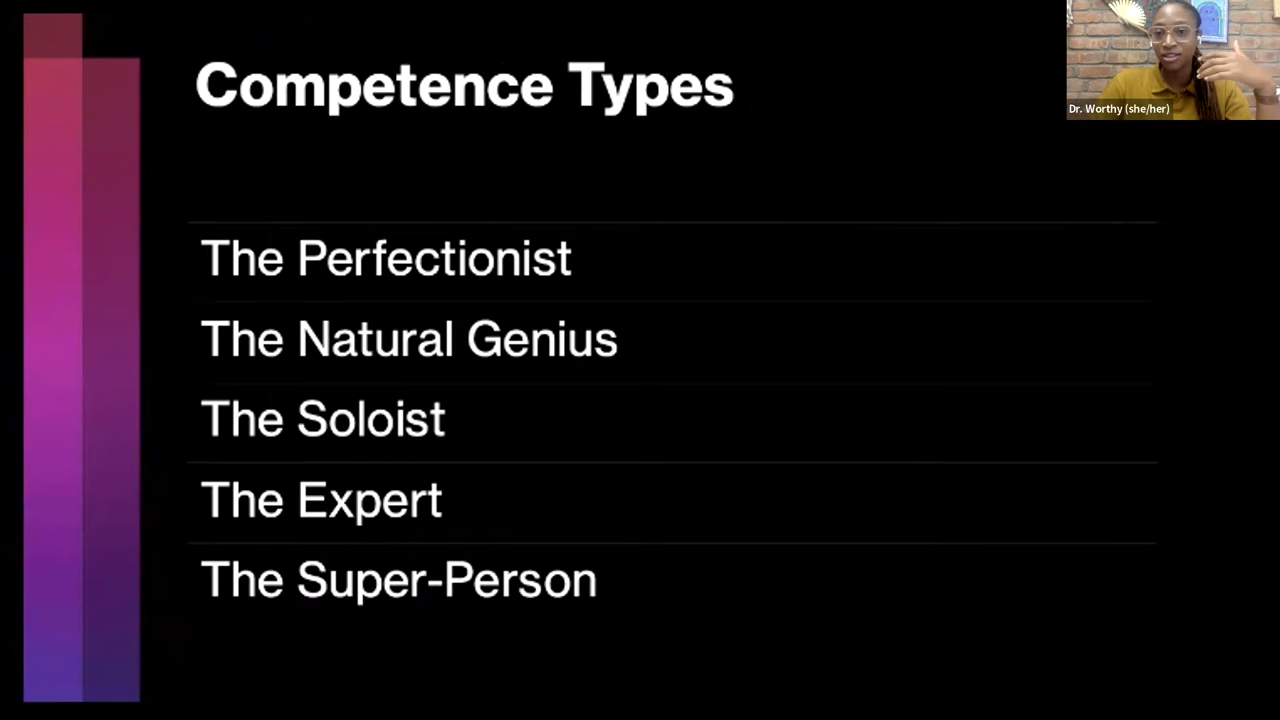 Competence Types
Dr. Worthy (she/her)
The Perfectionist
The Natural Genius
The Soloist
The Expert
The Super-Person